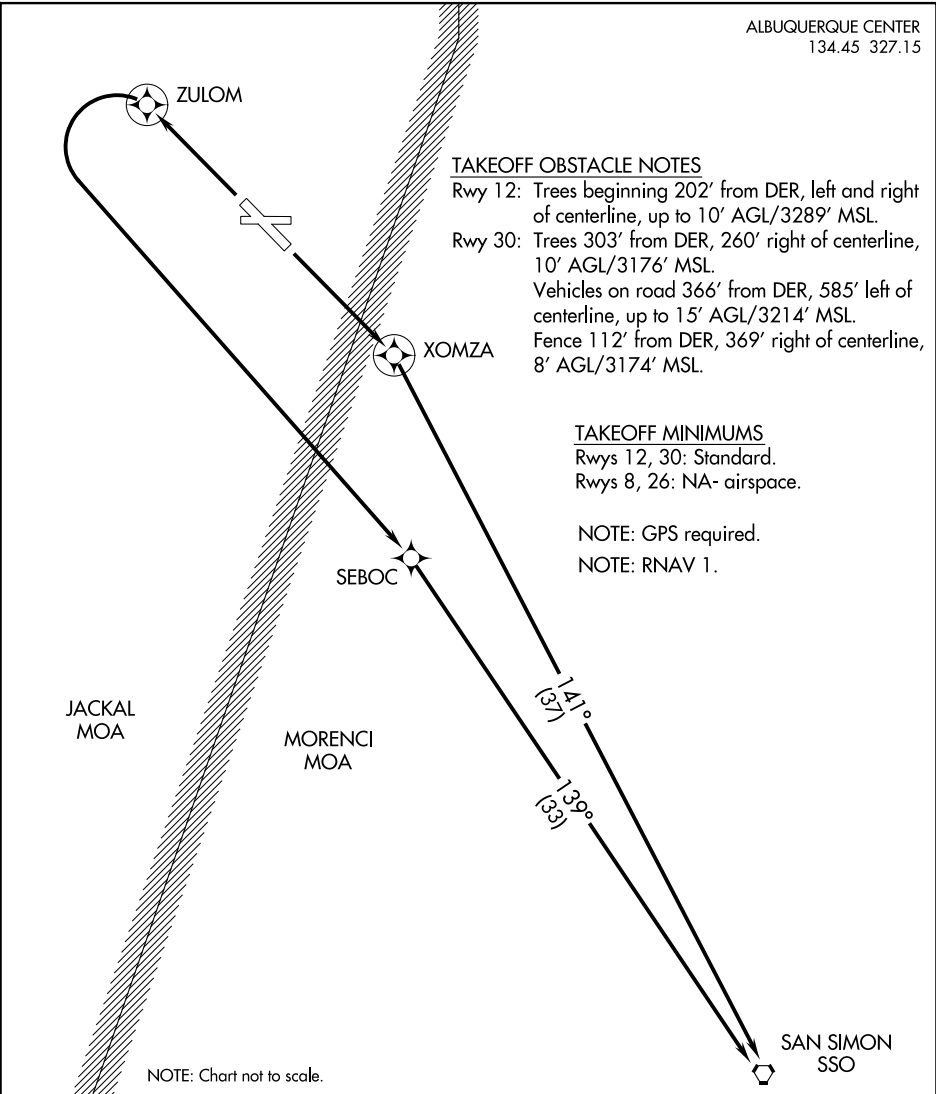 ALBUQUERQUE CENTER
134.45 327.15
ZULOM
TAKEOFF OBSTACLE NOTES
Rwy 12: Trees beginning 202' from DER, left and right
of centerline, up to 10' AGL/3289' MSL.
Rwy 30: Trees 303' from DER, 260' right of centerline,
10' AGL/3176' MSL.
Vehicles on road 366' from DER, 585' left of
centerline, up to 15' AGL/3214' MSL.
Fence 112' from DER, 369' right of centerline,
8' AGL/3174' MSL.
XOMZA
TAKEOFF MINIMUMS
Rwys 12, 30: Standard.
Rwys 8, 26: NA- airspace.
NOTE: GPS required.
NOTE: RNAV 1.
SEBOC
141°
(37)
JACKAL
MOA
MORENCI
MOA
139°
(33)
SAN SIMON
SSO
NOTE: Chart not to scale.